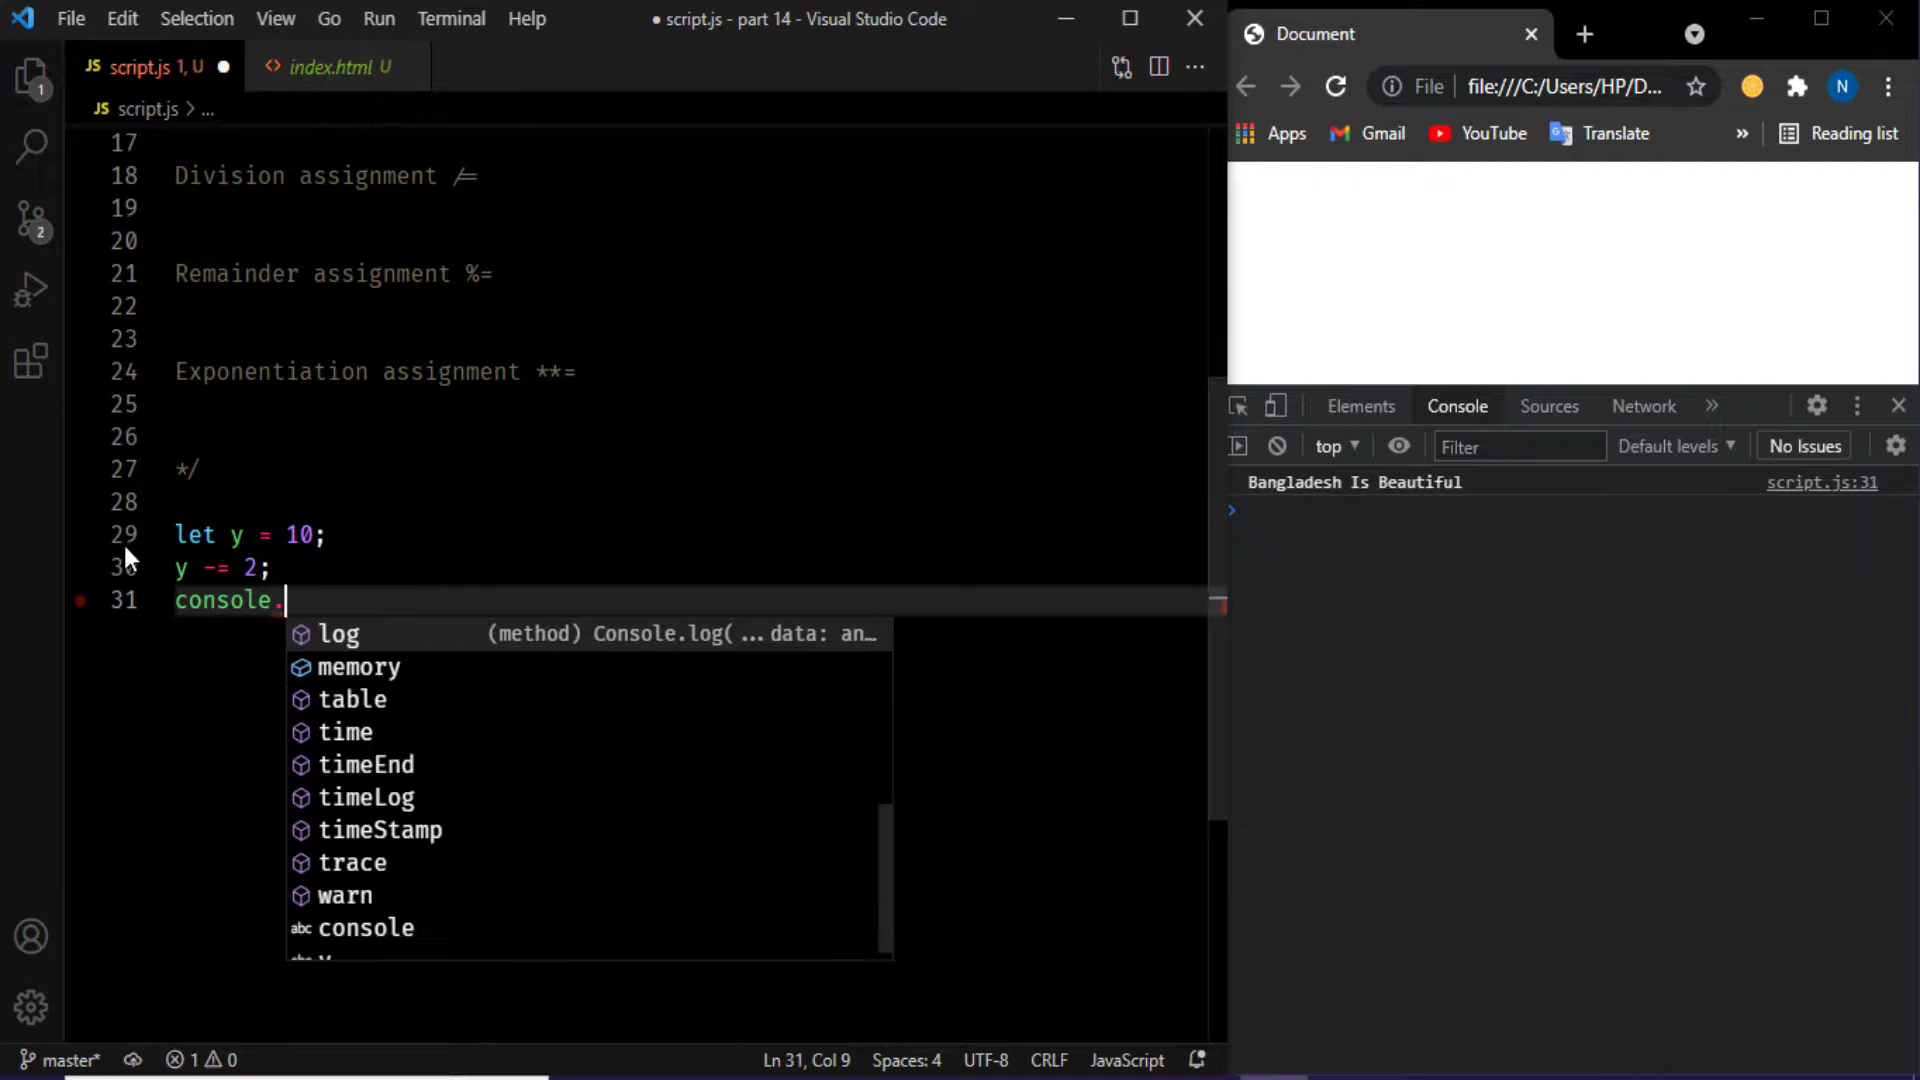 File Edit Selection View Go Run Terminal Help ● script.js - part 14 - Visual Studio Code
JS script.js 1, U ● <> index.html U
JS script.js > ...
17
18 Division assignment /=
19
20
21 Remainder assignment %=
22
23
24 Exponentiation assignment **=
25
26
27 */
28
29 let y = 10;
30 y -= 2;
31 console.
log (method) Console.log( ...data: an…
memory
table
time
timeEnd
timeLog
timeStamp
trace
warn
abc console
1
2
master* 1 0 Ln 31, Col 9 Spaces: 4 UTF-8 CRLF JavaScript
Document
File file:///C:/Users/HP/D... N
Apps Gmail YouTube Translate » Reading list
Elements Console Sources Network »
top Filter Default levels No Issues
Bangladesh Is Beautiful script.js:31
>